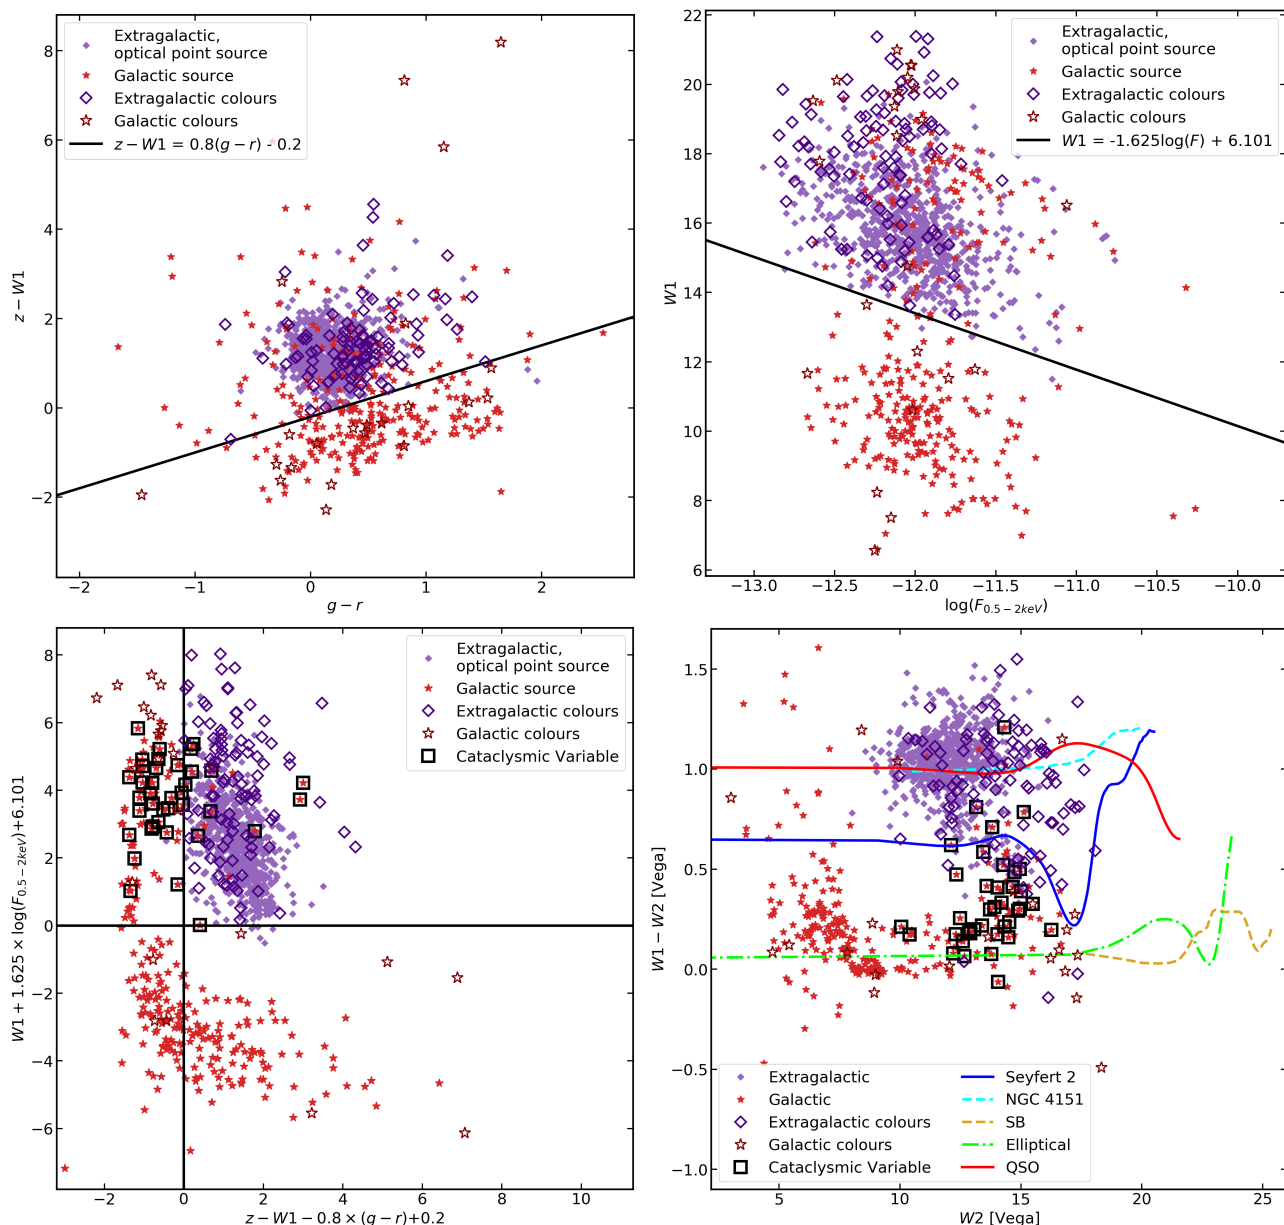 Extragalactic,
optical point source
Galactic source
Extragalactic colours
Galactic colours
z − W1 = 0.8(g − r) - 0.2
8
6
4
2
0
−2
z − W1
−2
−1
0
1
2
g − r
Extragalactic,
optical point source
Galactic source
Extragalactic colours
Galactic colours
W1 = -1.625log(F) + 6.101
22
20
18
16
14
12
10
8
6
W1
−13.0
−12.5
−12.0
−11.5
−11.0
−10.5
−10.0
log(F0.5−2keV)
Extragalactic,
optical point source
Galactic source
Extragalactic colours
Galactic colours
Cataclysmic Variable
8
6
4
2
0
−2
−4
−6
W1 + 1.625 × log(F0.5−2keV)+6.101
−2
0
2
4
6
8
10
z − W1 − 0.8 × (g − r)+0.2
1.5
1.0
0.5
0.0
−0.5
−1.0
W1 − W2 [Vega]
Extragalactic
Galactic
Extragalactic colours
Galactic colours
Cataclysmic Variable
Seyfert 2
NGC 4151
SB
Elliptical
QSO
5
10
15
20
25
W2 [Vega]